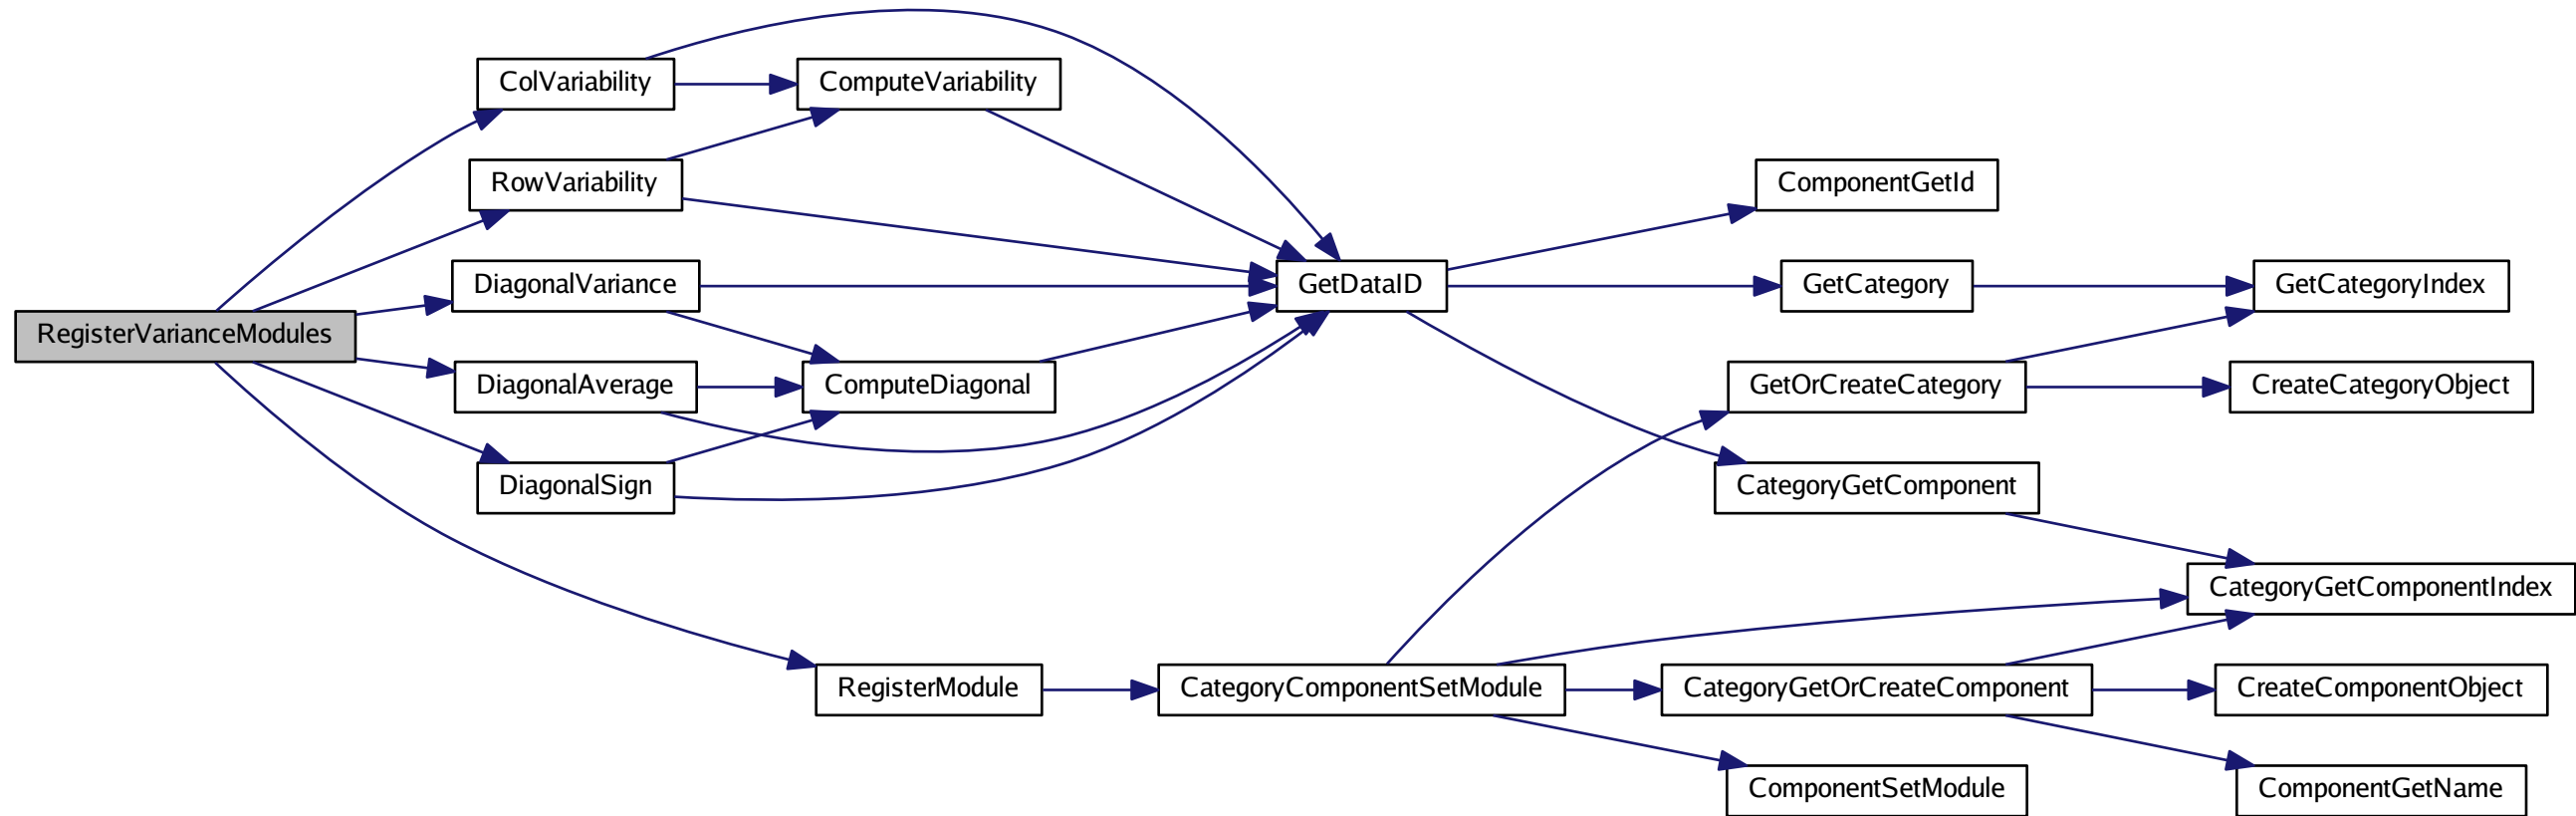 ColVariability
ComputeVariability
RowVariability
ComponentGetId
DiagonalVariance
GetDataID
GetCategory
GetCategoryIndex
RegisterVarianceModules
DiagonalAverage
ComputeDiagonal
GetOrCreateCategory
CreateCategoryObject
DiagonalSign
CategoryGetComponent
CategoryGetComponentIndex
RegisterModule
CategoryComponentSetModule
CategoryGetOrCreateComponent
CreateComponentObject
ComponentSetModule
ComponentGetName